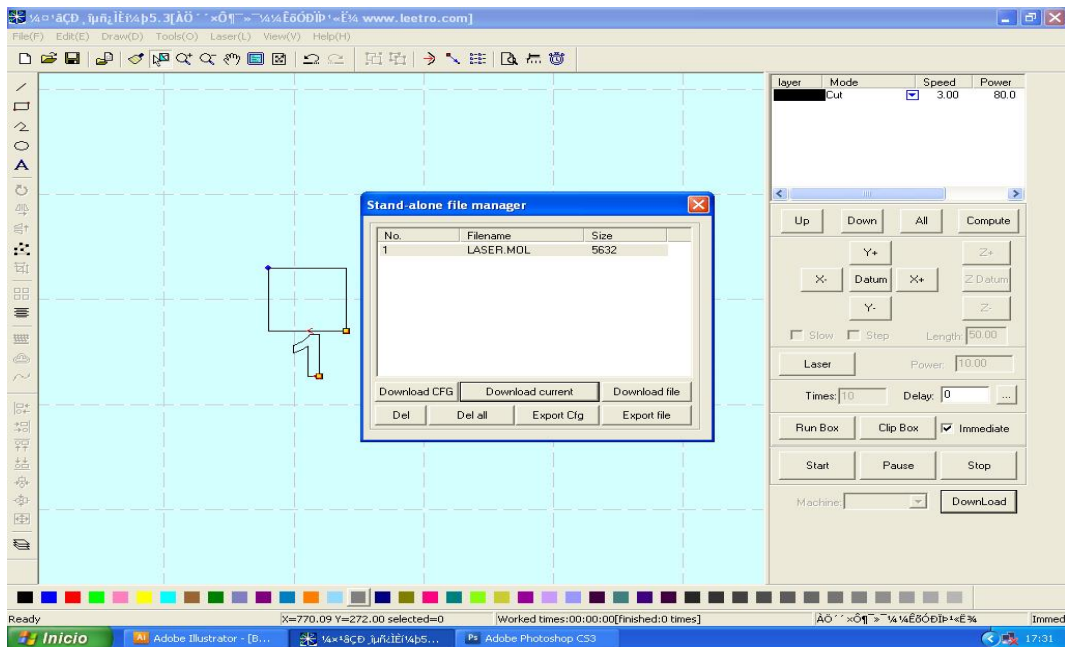 www.leetro.com]
File(F) Edit(E) Draw(D) Tools(O) Laser(L) View(V) Help(H)
A
layer Mode Speed Power
Cut 3.00 80.0
Stand-alone file manager
No. Filename Size
1 LASER.MOL 5632
Download CFG Download current Download file
Del Del all Export Cfg Export file
1
Up Down All Compute
Y+ Z+
X- Datum X+ Z Datum
Y- Z-
Slow Step Length: 50.00
Laser Power: 10.00
Times: 10 Delay: 0 ...
Run Box Clip Box Immediate
Start Pause Stop
Machine: DownLoad
Ready X=770.09 Y=272.00 selected=0 Worked times:00:00:00[finished:0 times] Immed
Inicio Adobe Illustrator - [B... Adobe Photoshop CS3 17:31